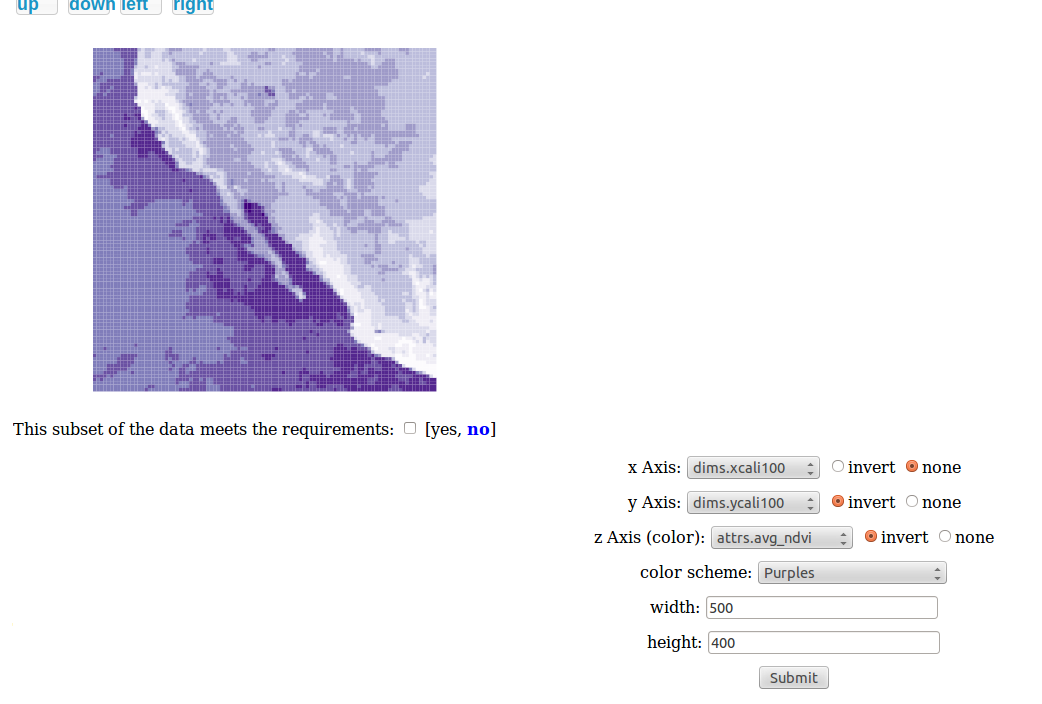 up down left right
This subset of the data meets the requirements: [yes, no]
x Axis: dims.xcali100 invert none
y Axis: dims.ycali100 invert none
z Axis (color): attrs.avg_ndvi invert none
color scheme: Purples
width: 500
height: 400
Submit